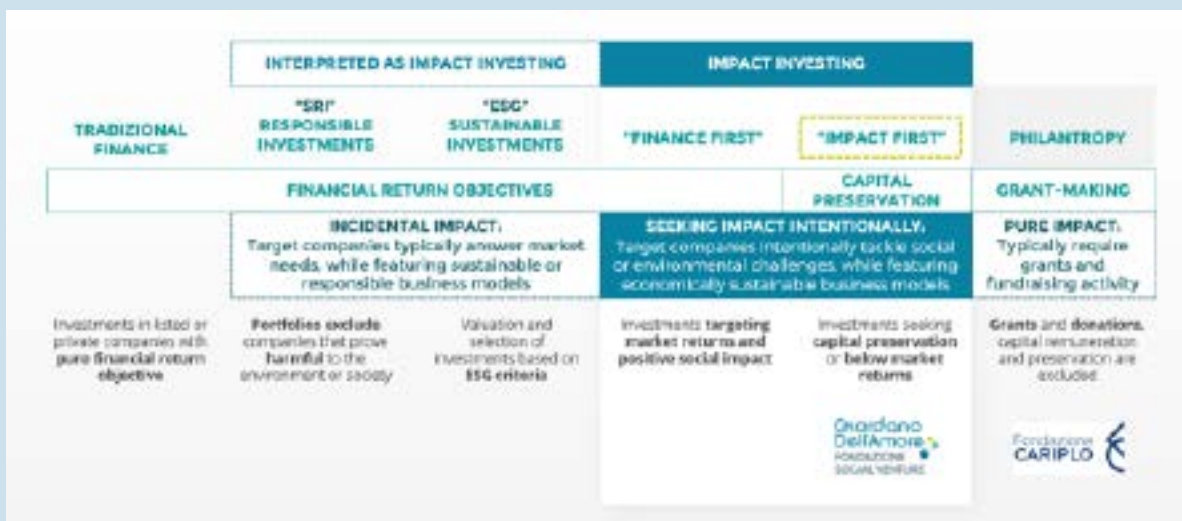 INTERPRETED AS IMPACT INVESTING
IMPACT INVESTING
TRADIZIONAL
FINANCE
"SRI"
RESPONSIBLE
INVESTMENTS
"ESG"
SUSTAINABLE
INVESTMENTS
"FINANCE FIRST"
"IMPACT FIRST"
PHILANTROPY
FINANCIAL RETURN OBJECTIVES
CAPITAL
PRESERVATION
GRANT-MAKING
INCIDENTAL IMPACT:
Target companies typically answer market
needs, while featuring sustainable or
responsible business models
SEEKING IMPACT INTENTIONALLY:
Target companies intentionally tackle social
or environmental challenges, while featuring
economically sustainable business models
PURE IMPACT:
Typically require
grants and
fundraising activity
Investments in listed or
private companies with
pure financial return
objective
Portfolios exclude
companies that prove
harmful to the
environment or society
Valuation and
selection of
investments based on
ESG criteria
Investments targeting
market returns and
positive social impact
Investments seeking
capital preservation
or below market
returns
Grants and donations,
capital remuneration
and preservation are
excluded
Giordano
Dell'Amore
FONDAZIONE
SOCIAL VENTURE
Fondazione
CARIPLO